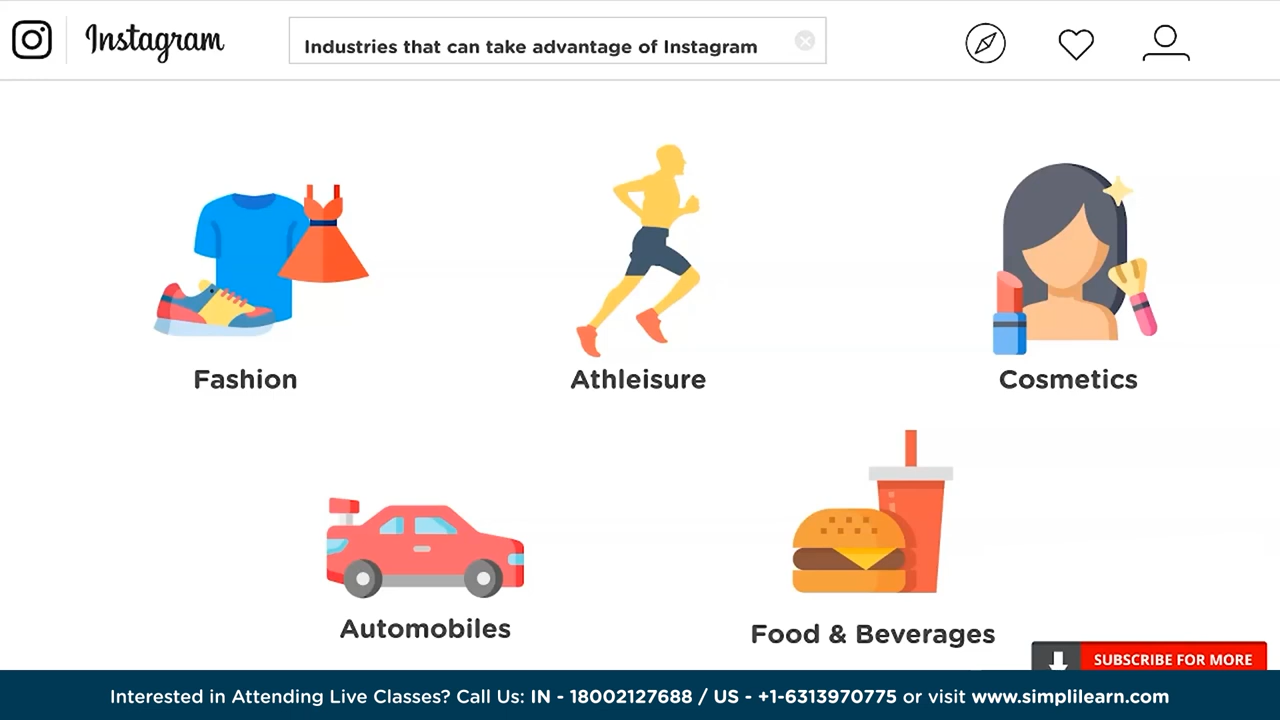 Instagram
Industries that can take advantage of Instagram
Fashion
Athleisure
Cosmetics
Automobiles
Food & Beverages
SUBSCRIBE FOR MORE
Interested in Attending Live Classes? Call Us: IN - 18002127688 / US - +1-6313970775 or visit www.simplilearn.com